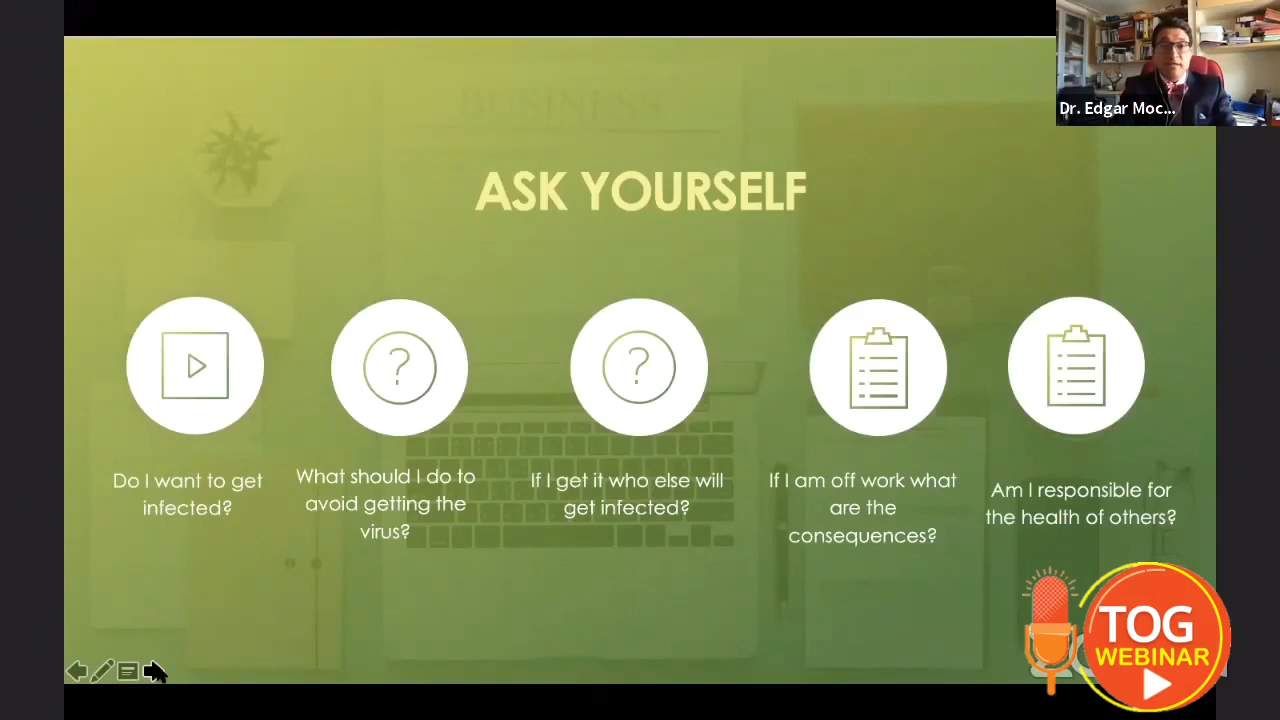 Dr. Edgar Moc...
BUSINESS
ASK YOURSELF
Do I want to get
infected?
What should I do to
avoid getting the
virus?
If I get it who else will
get infected?
If I am off work what
are the
consequences?
Am I responsible for
the health of others?
TOG
WEBINAR